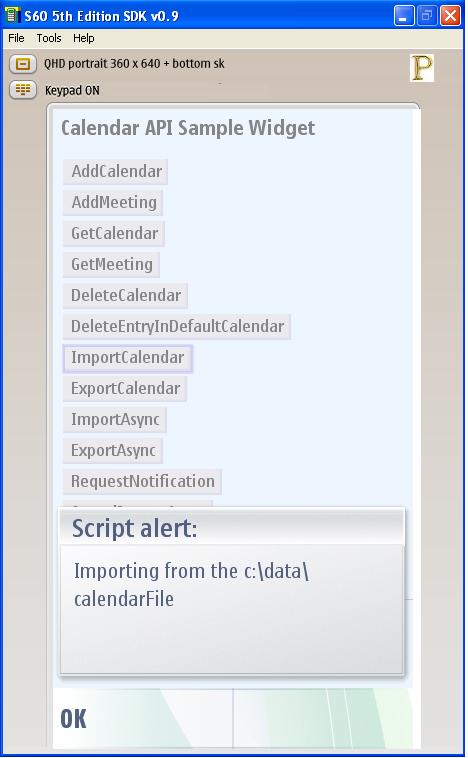 S60 5th Edition SDK v0.9
File Tools Help
QHD portrait 360 x 640 + bottom sk
P
Keypad ON
Calendar API Sample Widget
AddCalendar
AddMeeting
GetCalendar
GetMeeting
DeleteCalendar
DeleteEntryInDefaultCalendar
ImportCalendar
ExportCalendar
ImportAsync
ExportAsync
RequestNotification
Script alert:
Importing from the c:\data\
calendarFile
OK